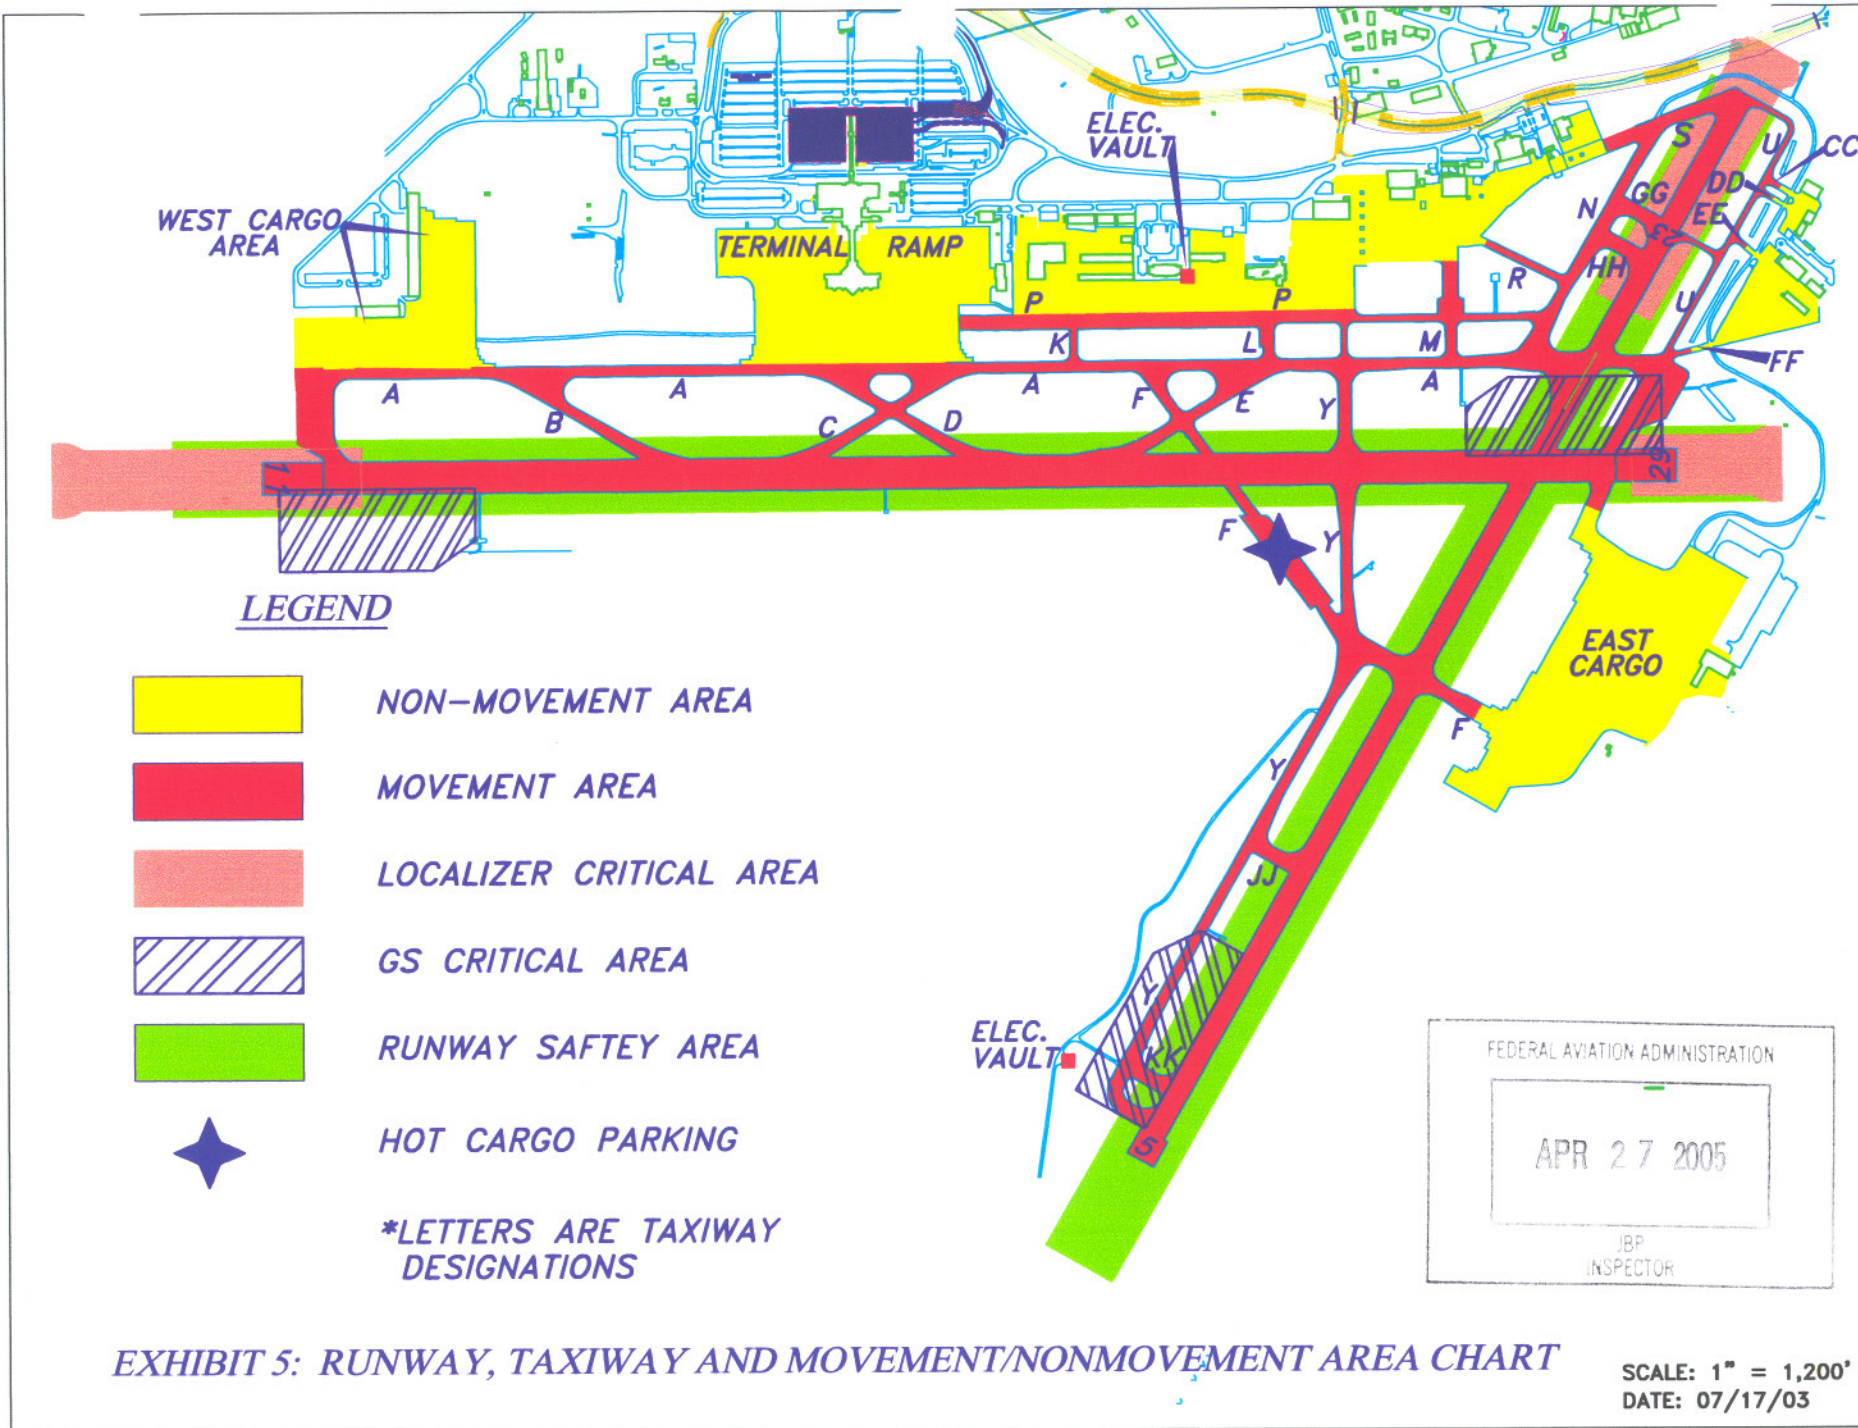 ELEC.
VAULT
S
U
CC
N
GG
DD
EE
23
WEST CARGO
AREA
TERMINAL RAMP
HH
R
U
P
P
K
L
M
FF
A
A
A
F
E
Y
A
B
C
D
11
29
F
Y
LEGEND
NON-MOVEMENT AREA
MOVEMENT AREA
LOCALIZER CRITICAL AREA
GS CRITICAL AREA
RUNWAY SAFTEY AREA
HOT CARGO PARKING
*LETTERS ARE TAXIWAY
DESIGNATIONS
EAST
CARGO
F
Y
JJ
Y
KK
ELEC.
VAULT
5
FEDERAL AVIATION ADMINISTRATION
APR 27 2005
JBP
INSPECTOR
EXHIBIT 5: RUNWAY, TAXIWAY AND MOVEMENT/NONMOVEMENT AREA CHART
SCALE: 1" = 1,200'
DATE: 07/17/03